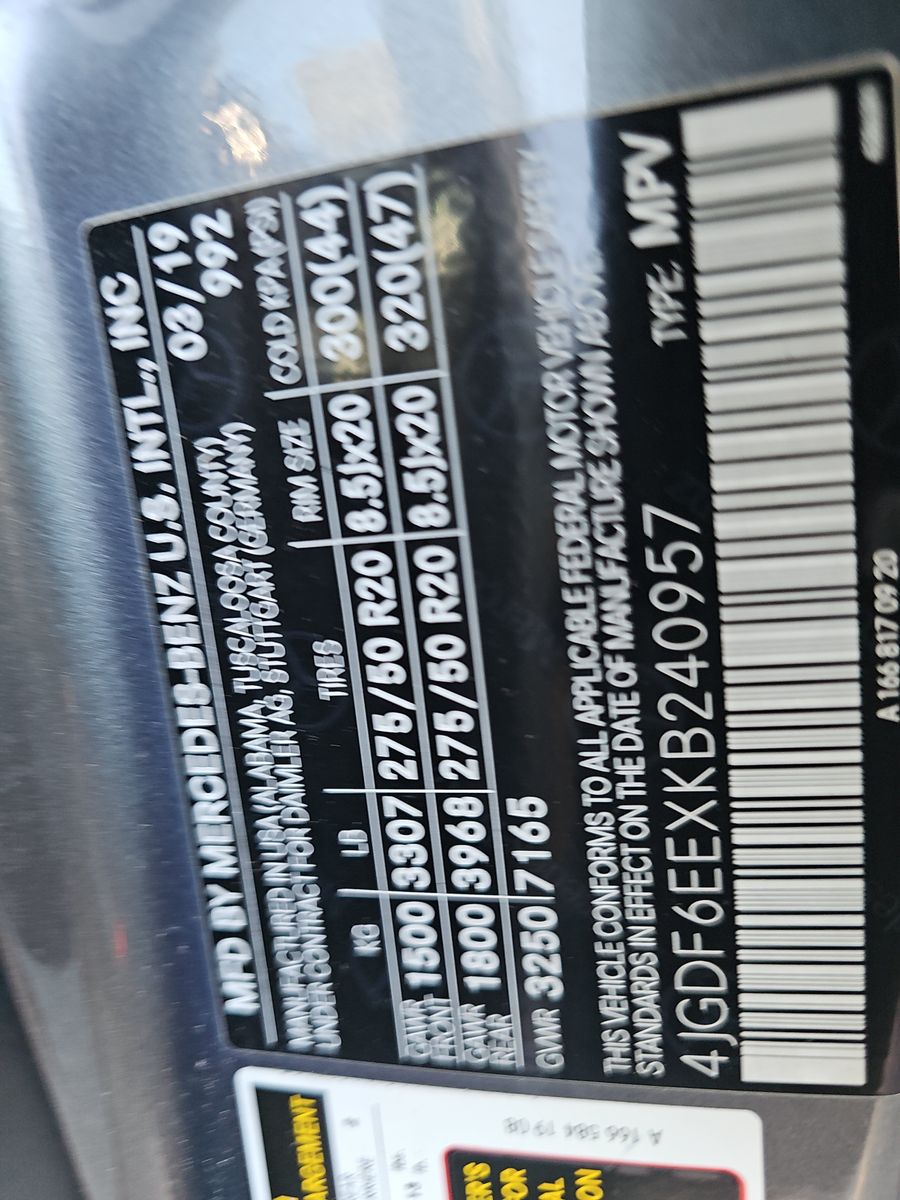 MFD BY MERCEDES-BENZ U.S. INTL., INC
MANUFACTURED IN USA (ALABAMA, TUSCALOOSA COUNTY) 03/19
UNDER CONTRACT FOR DAIMLER AG, STUTTGART (GERMANY) 992
KG LB TIRES RIM SIZE COLD KPA(PSI)
GAWR FRONT 1500 3307 275/50 R20 8.5Jx20 300(44)
GAWR REAR 1800 3968 275/50 R20 8.5Jx20 320(47)
GVWR 3250 7165
THIS VEHICLE CONFORMS TO ALL APPLICABLE FEDERAL MOTOR VEHICLE
STANDARDS IN EFFECT ON THE DATE OF MANUFACTURE SHOWN ABOVE
4JGDF6EEXKB240957 TYPE: MPV
A 166 817 09 20
A 166 584 19 08